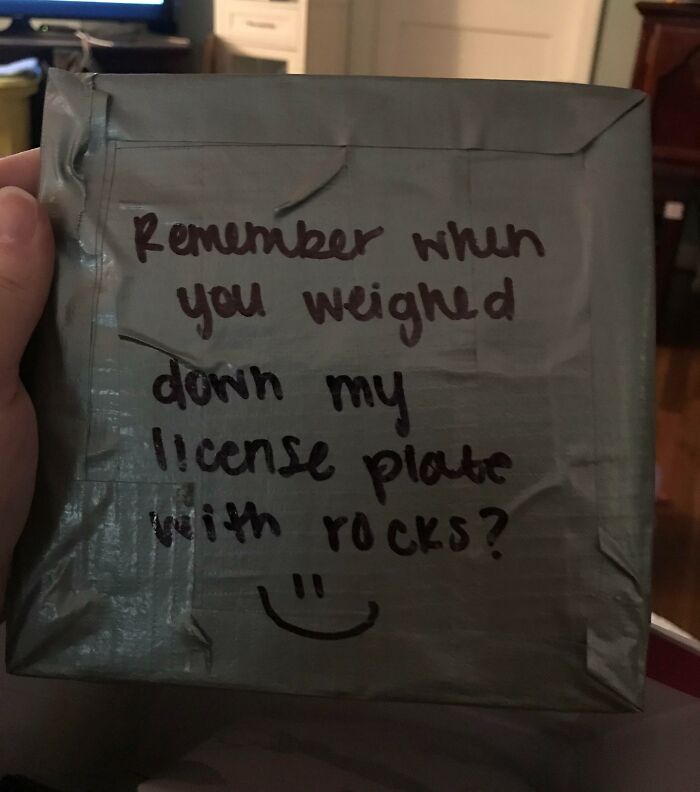 Remember when
you weighed
down my
license plate
with rocks?